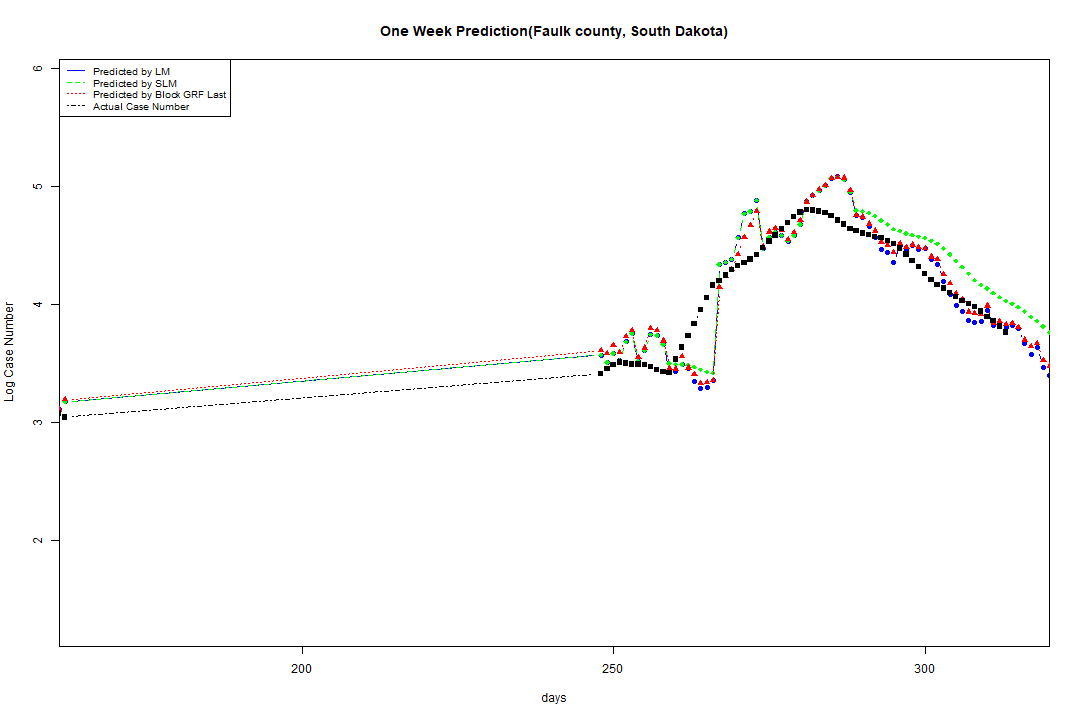 One Week Prediction(Faulk county, South Dakota)
Predicted by LM
Predicted by SLM
Predicted by Block GRF Last
Actual Case Number
6
5
4
3
2
Log Case Number
200
250
300
days